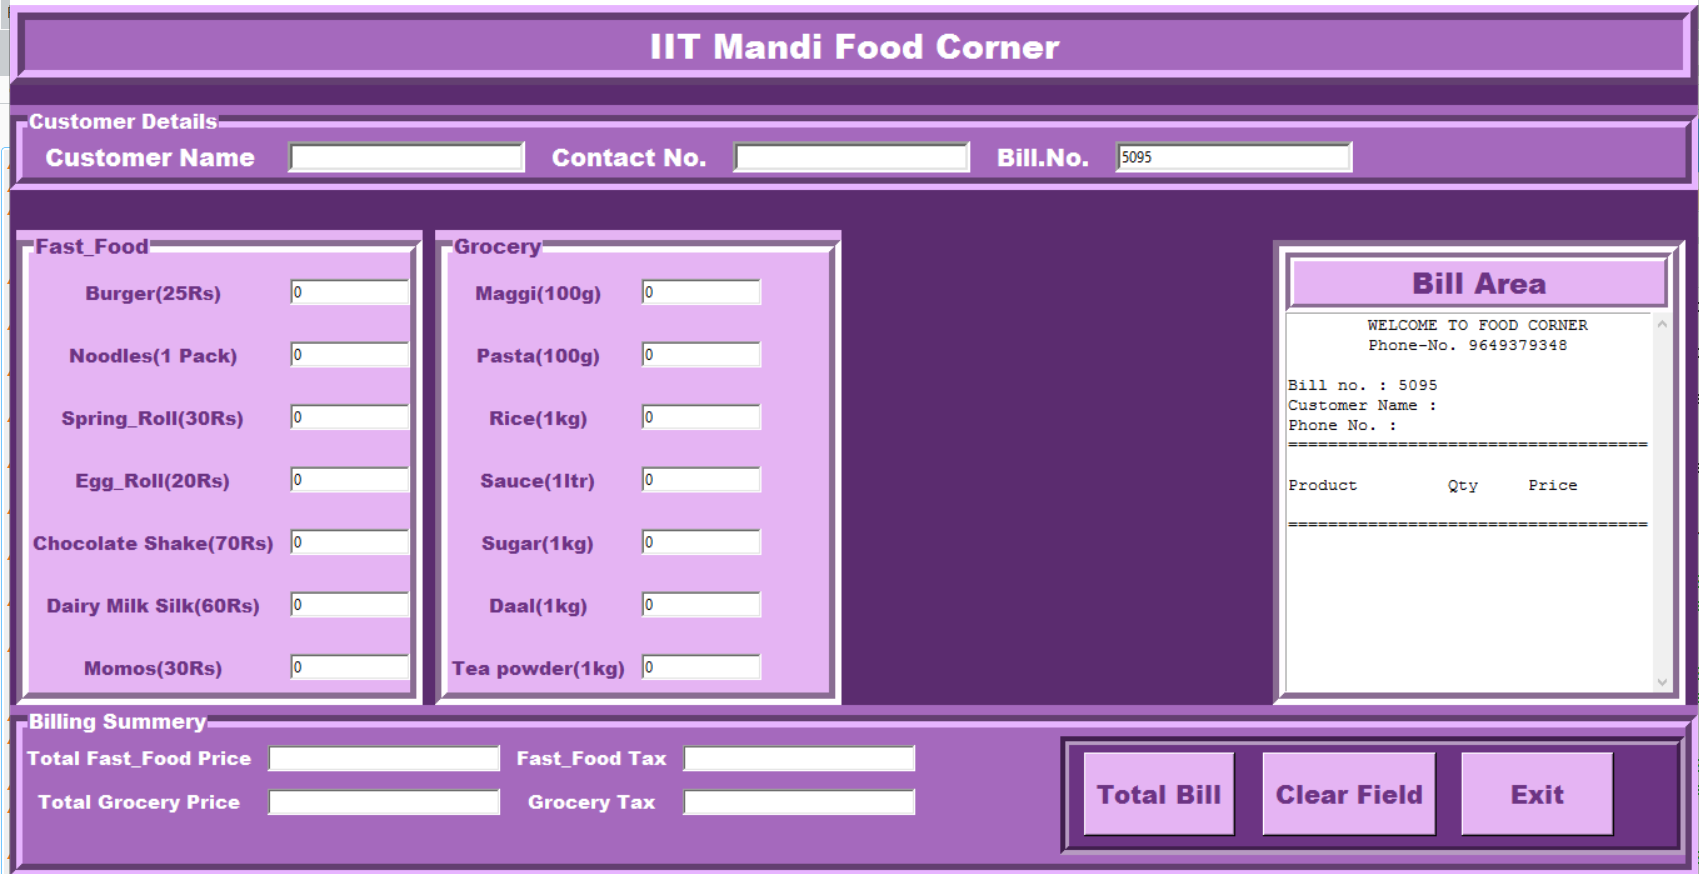 IIT Mandi Food Corner
Customer Details
Customer Name Contact No. Bill.No. 5095
Fast_Food
Burger(25Rs) 0
Noodles(1 Pack) 0
Spring_Roll(30Rs) 0
Egg_Roll(20Rs) 0
Chocolate Shake(70Rs) 0
Dairy Milk Silk(60Rs) 0
Momos(30Rs) 0
Grocery
Maggi(100g) 0
Pasta(100g) 0
Rice(1kg) 0
Sauce(1ltr) 0
Sugar(1kg) 0
Daal(1kg) 0
Tea powder(1kg) 0
Bill Area
WELCOME TO FOOD CORNER
Phone-No. 9649379348
Bill no. : 5095
Customer Name :
Phone No. :
====================================
Product Qty Price
====================================
Billing Summery
Total Fast_Food Price Fast_Food Tax
Total Grocery Price Grocery Tax
Total Bill Clear Field Exit